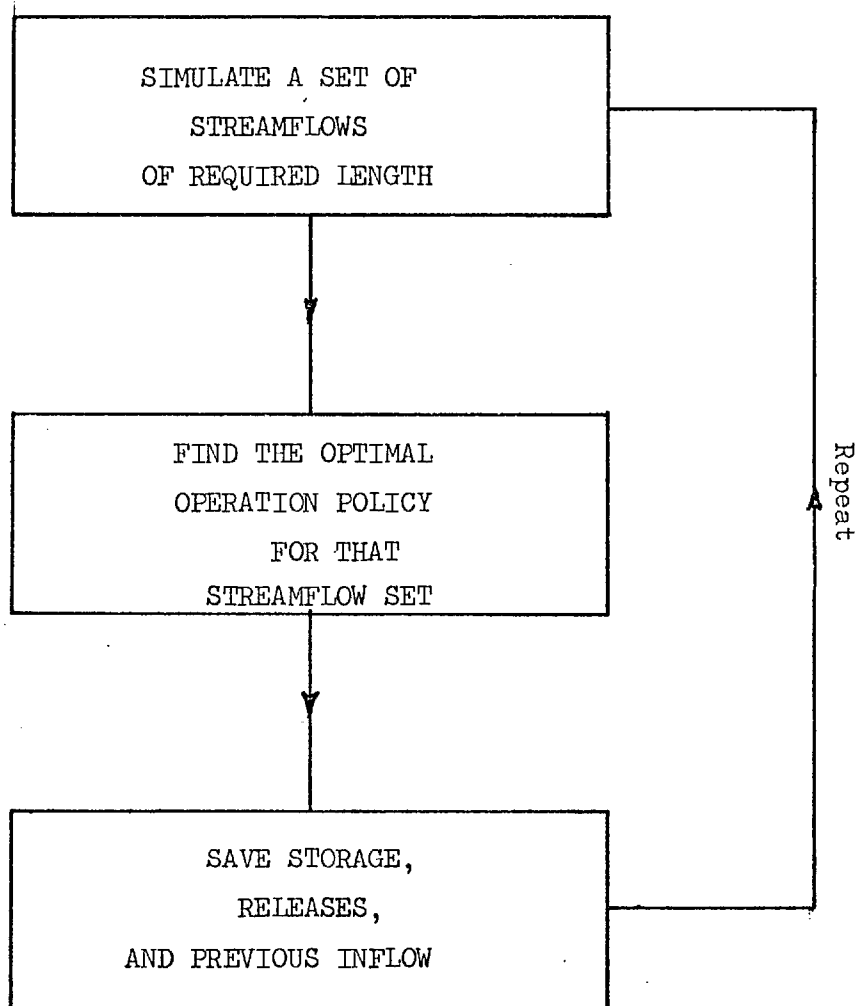 SIMULATE A SET OF
STREAMFLOWS
OF REQUIRED LENGTH
FIND THE OPTIMAL
OPERATION POLICY
FOR THAT
STREAMFLOW SET
Repeat
SAVE STORAGE,
RELEASES,
AND PREVIOUS INFLOW